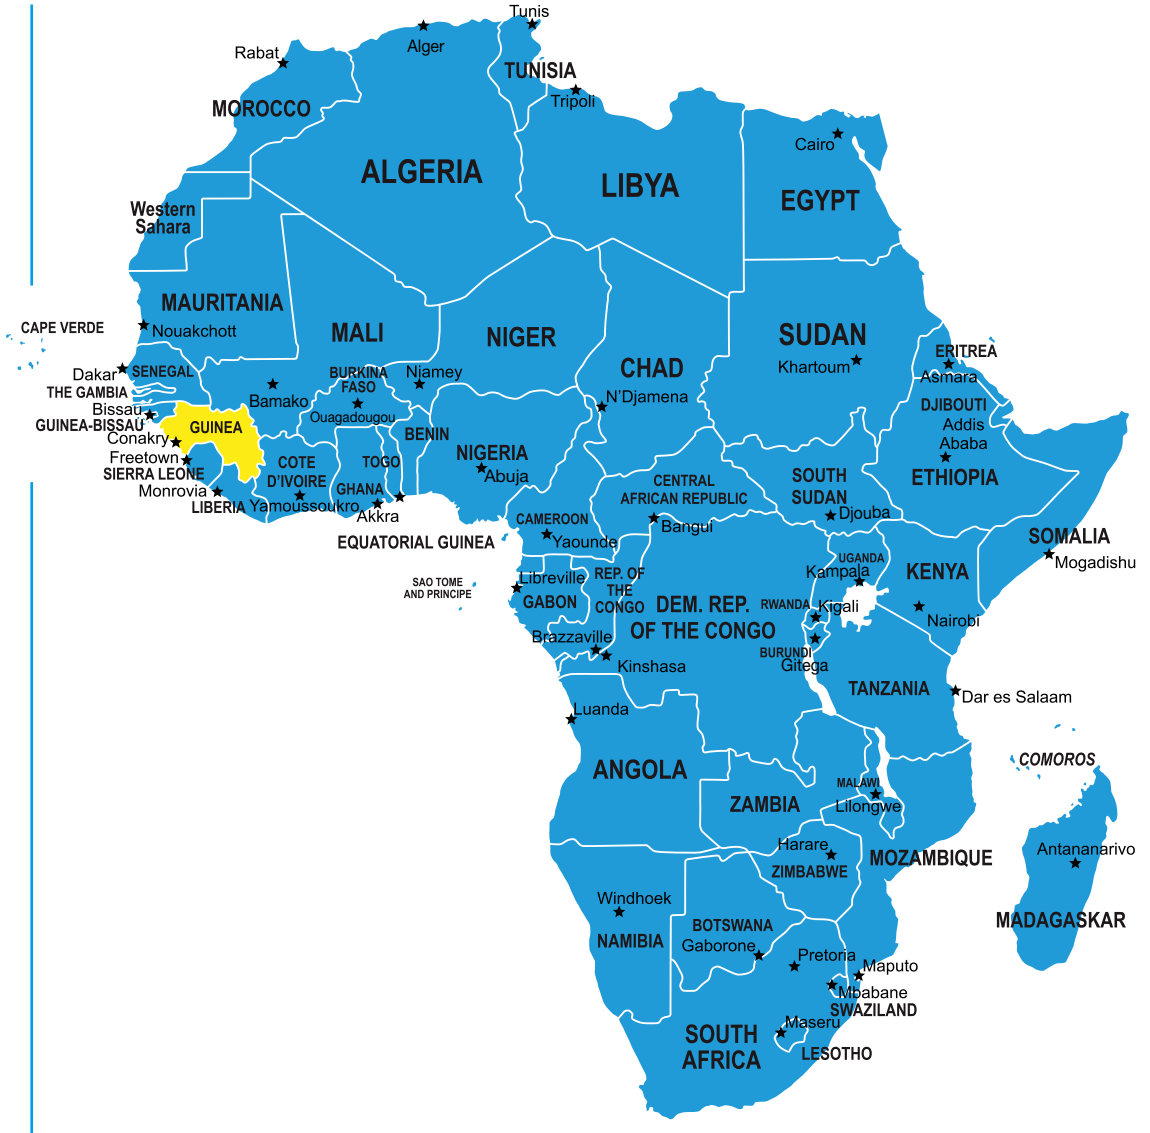 Tunis
Alger
Rabat
TUNISIA
Tripoli
MOROCCO
Cairo
ALGERIA
LIBYA
EGYPT
Western
Sahara
MAURITANIA
CAPE VERDE
Nouakchott
MALI
NIGER
SUDAN
CHAD
Khartoum
ERITREA
Asmara
Dakar
SENEGAL
BURKINA
FASO
Niamey
THE GAMBIA
Bamako
N'Djamena
Bissau
Ouagadougou
DJIBOUTI
GUINEA-BISSAU
GUINEA
BENIN
Addis
Ababa
Conakry
Freetown
SIERRA LEONE
COTE
D'IVOIRE
TOGO
NIGERIA
Abuja
ETHIOPIA
Monrovia
LIBERIA
Yamoussoukro
GHANA
Akkra
CENTRAL
AFRICAN REPUBLIC
SOUTH
SUDAN
Djouba
CAMEROON
Yaounde
Bangui
EQUATORIAL GUINEA
SOMALIA
Mogadishu
UGANDA
Kampala
KENYA
SAO TOME
AND PRINCIPE
Libreville
GABON
REP. OF
THE
CONGO
DEM. REP.
OF THE CONGO
RWANDA
Kigali
Nairobi
Brazzaville
Kinshasa
BURUNDI
Gitega
TANZANIA
Dar es Salaam
Luanda
COMOROS
ANGOLA
ZAMBIA
MALAWI
Lilongwe
Harare
ZIMBABWE
MOZAMBIQUE
Antananarivo
MADAGASKAR
Windhoek
NAMIBIA
BOTSWANA
Gaborone
Pretoria
Maputo
Mbabane
SWAZILAND
Maseru
LESOTHO
SOUTH
AFRICA